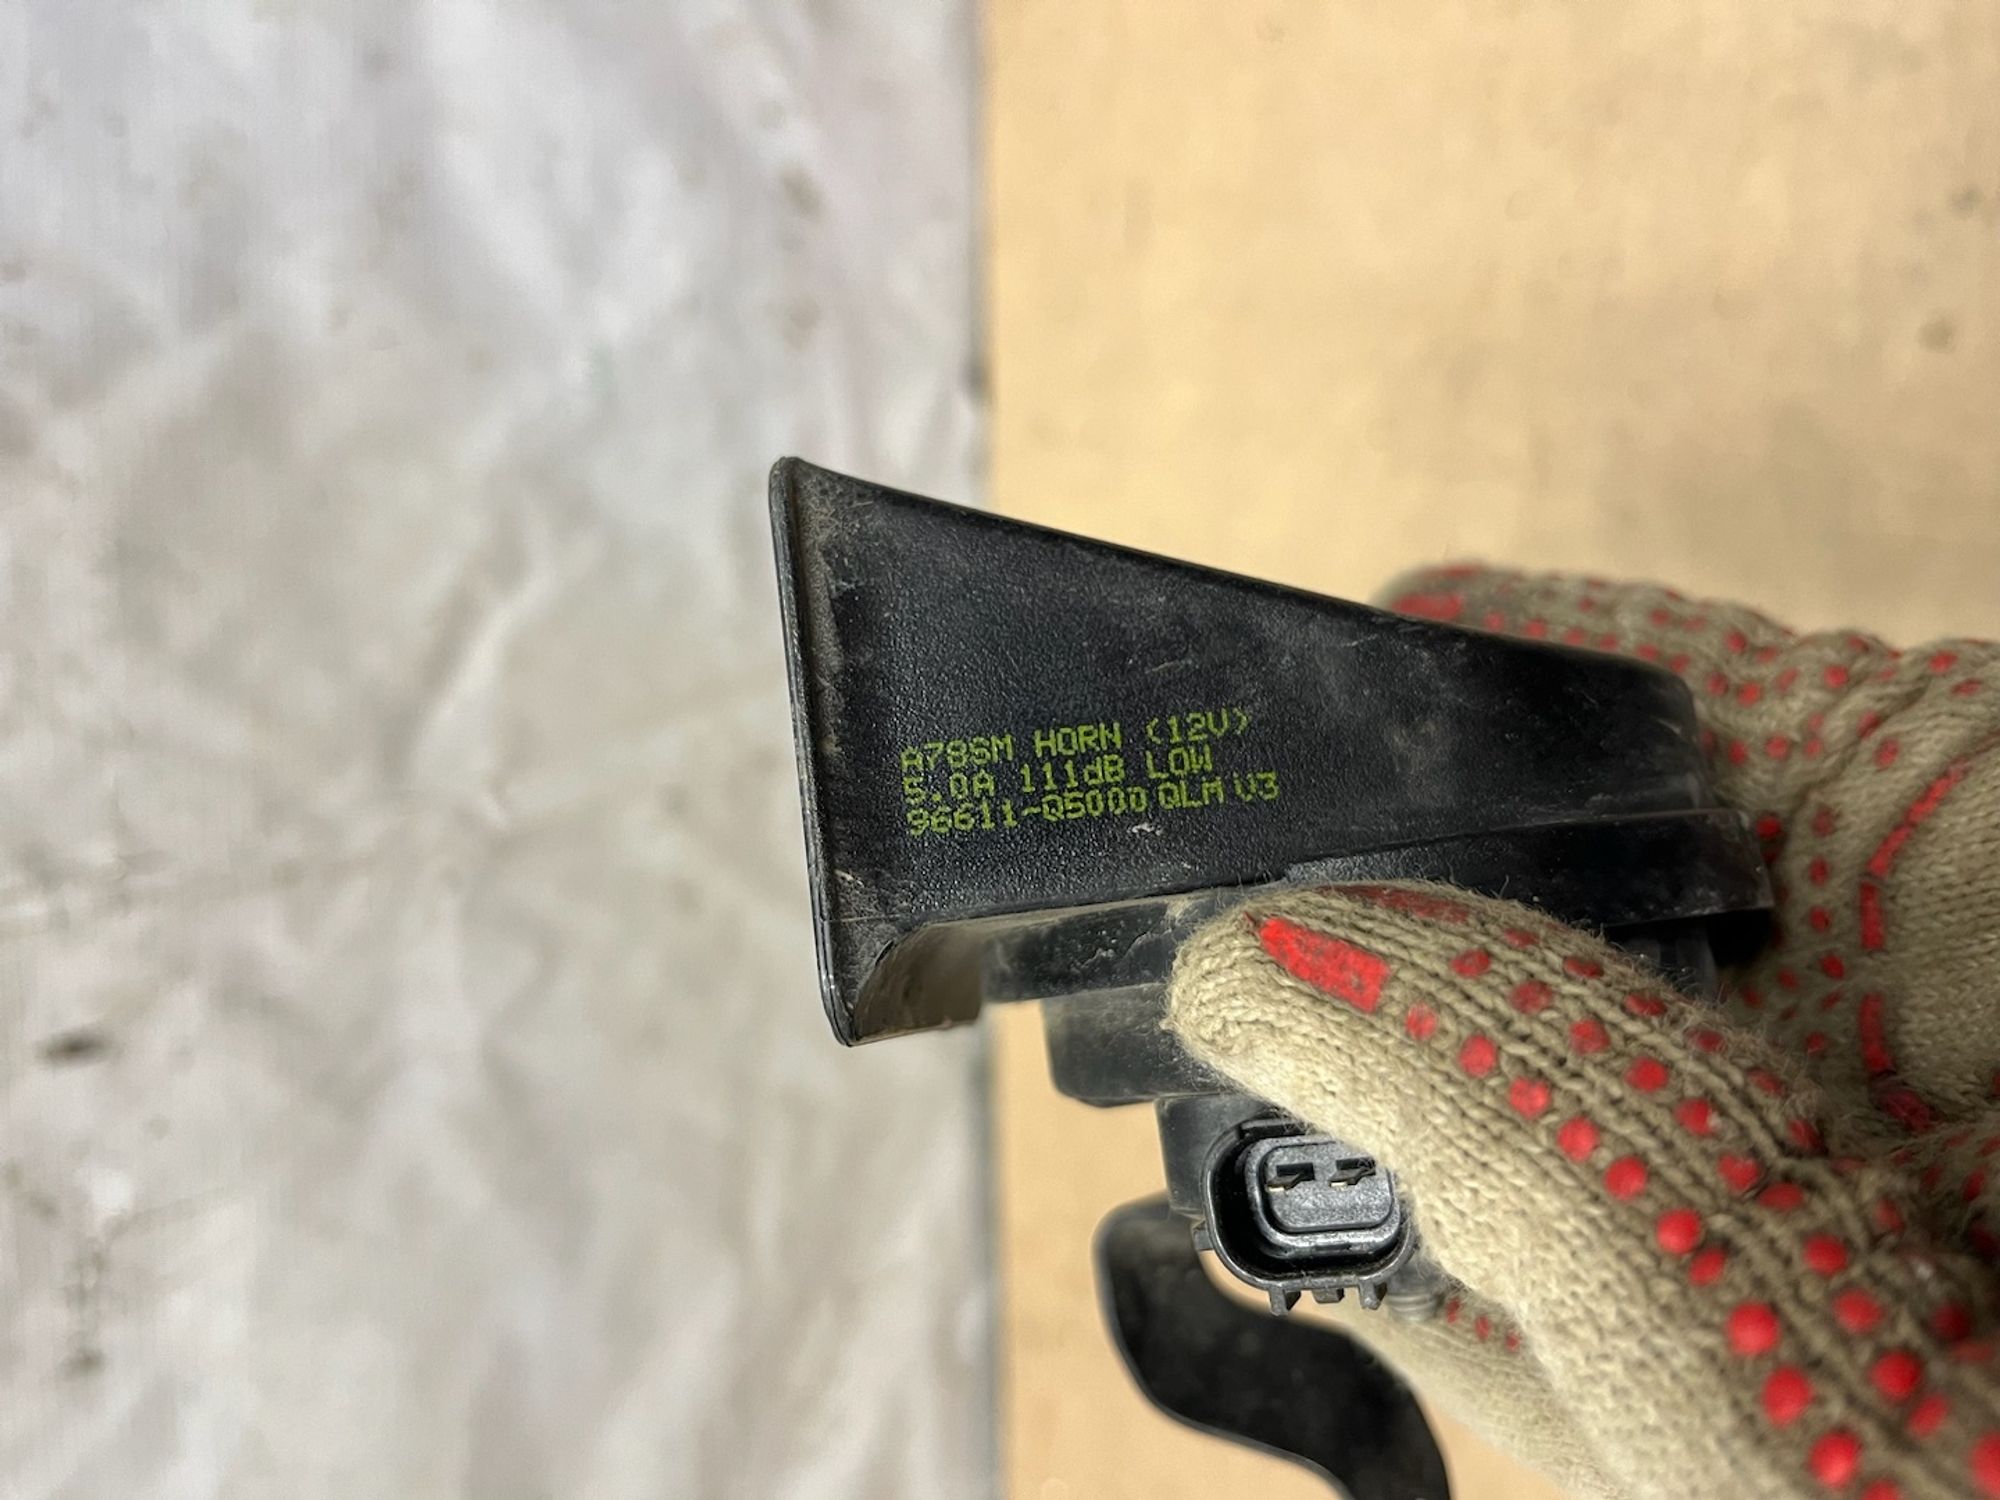 A78SM HORN (12V)
5.0A 111dB LOW
96611-Q5000 QLM V3